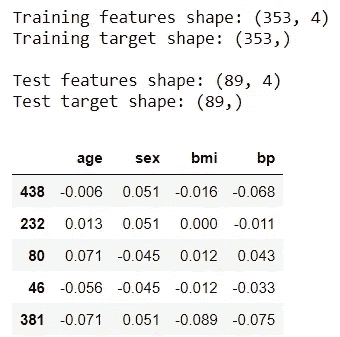 Training features shape: (353, 4)
Training target shape: (353,)
Test features shape: (89, 4)
Test target shape: (89,)
age sex bmi bp
438 -0.006 0.051 -0.016 -0.068
232 0.013 0.051 0.000 -0.011
80 0.071 -0.045 0.012 0.043
46 -0.056 -0.045 -0.012 -0.033
381 -0.071 0.051 -0.089 -0.075